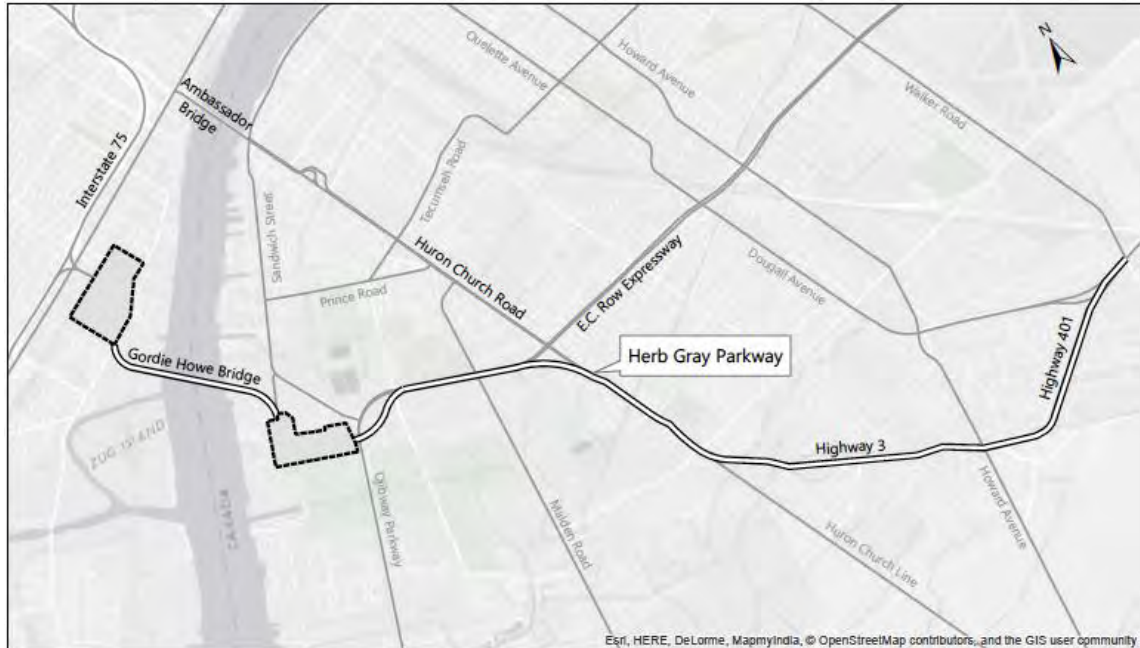 N
Ouelette Avenue
Howard Avenue
Walker Road
Ambassador
Bridge
Interstate 75
Tecumseh Road
Sandwich Street
Huron Church Road
E.C. Row Expressway
Dougall Avenue
Prince Road
Herb Gray Parkway
Highway 401
Gordie Howe Bridge
ZUG ISLAND
Highway 3
CANADA
Ojibway Parkway
Malden Road
Howard Avenue
Huron Church Line
Esri, HERE, DeLorme, MapmyIndia, © OpenStreetMap contributors, and the GIS user community